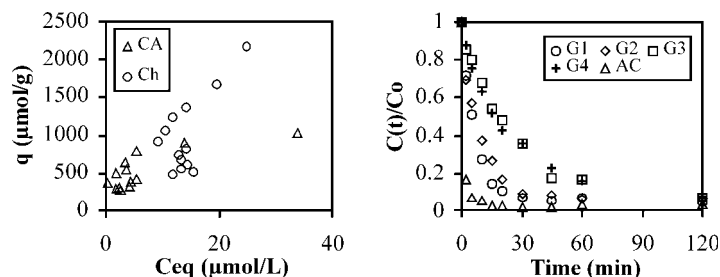 2500
2000
1500
1000
500
0
q (μmol/g)
CA
Ch
0 20 40
Ceq (μmol/L)
1
0.8
0.6
0.4
0.2
0
C(t)/Co
G1 G2 G3
G4 AC
0 30 60 90 120
Time (min)